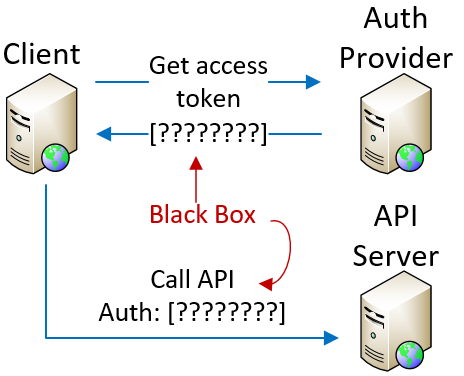 Client
Auth
Provider
Get access
token
[????????]
Black Box
API
Server
Call API
Auth: [????????]